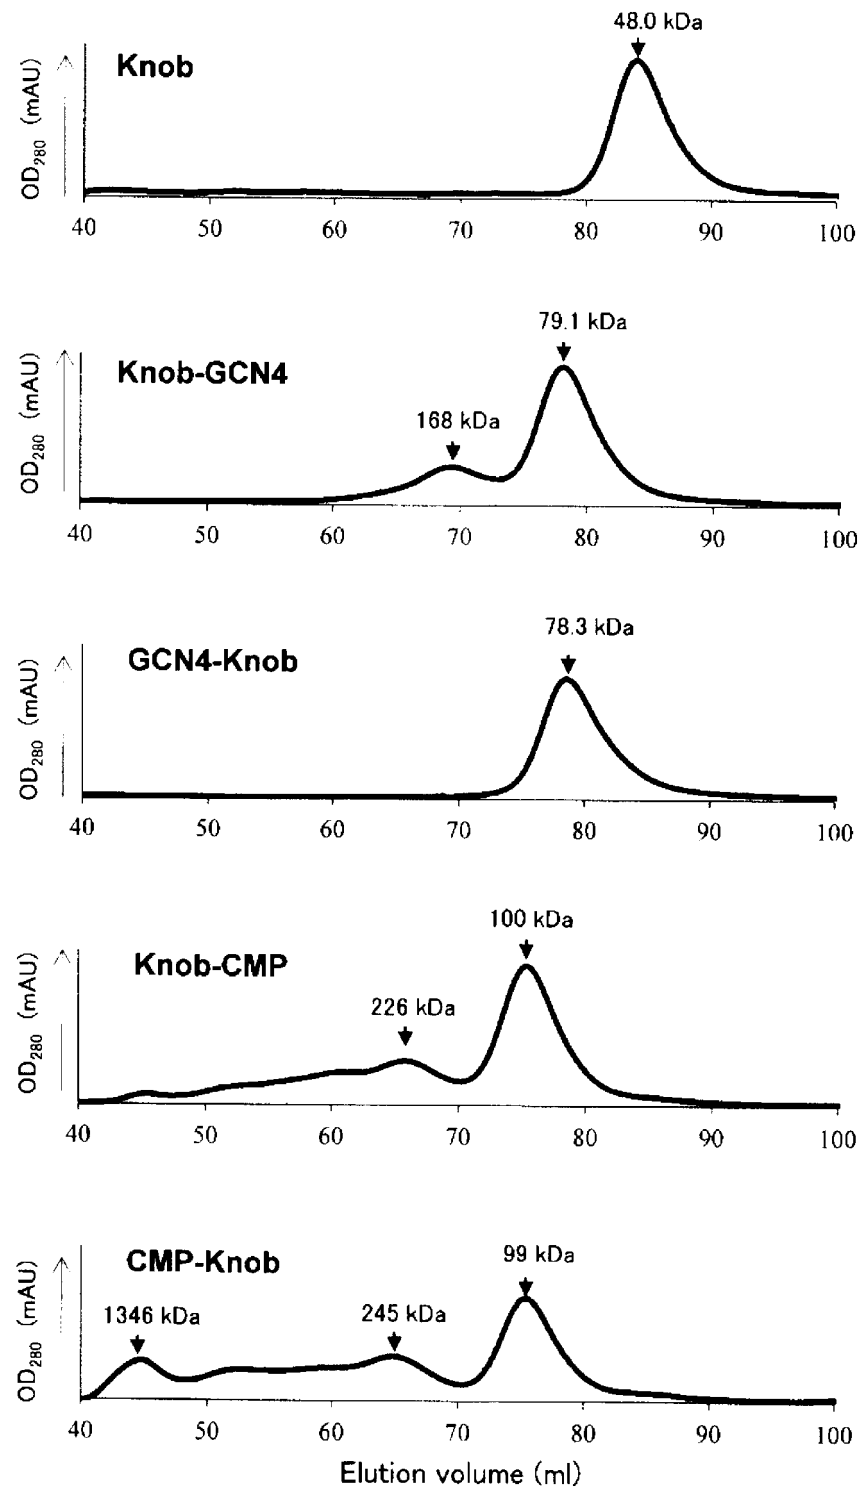 48.0 kDa
Knob
OD280 (mAU)
40 50 60 70 80 90 100
79.1 kDa
Knob-GCN4
168 kDa
OD280 (mAU)
40 50 60 70 80 90 100
78.3 kDa
GCN4-Knob
OD280 (mAU)
40 50 60 70 80 90 100
100 kDa
Knob-CMP
226 kDa
OD280 (mAU)
40 50 60 70 80 90 100
99 kDa
CMP-Knob
1346 kDa
245 kDa
OD280 (mAU)
40 50 60 70 80 90 100
Elution volume (ml)